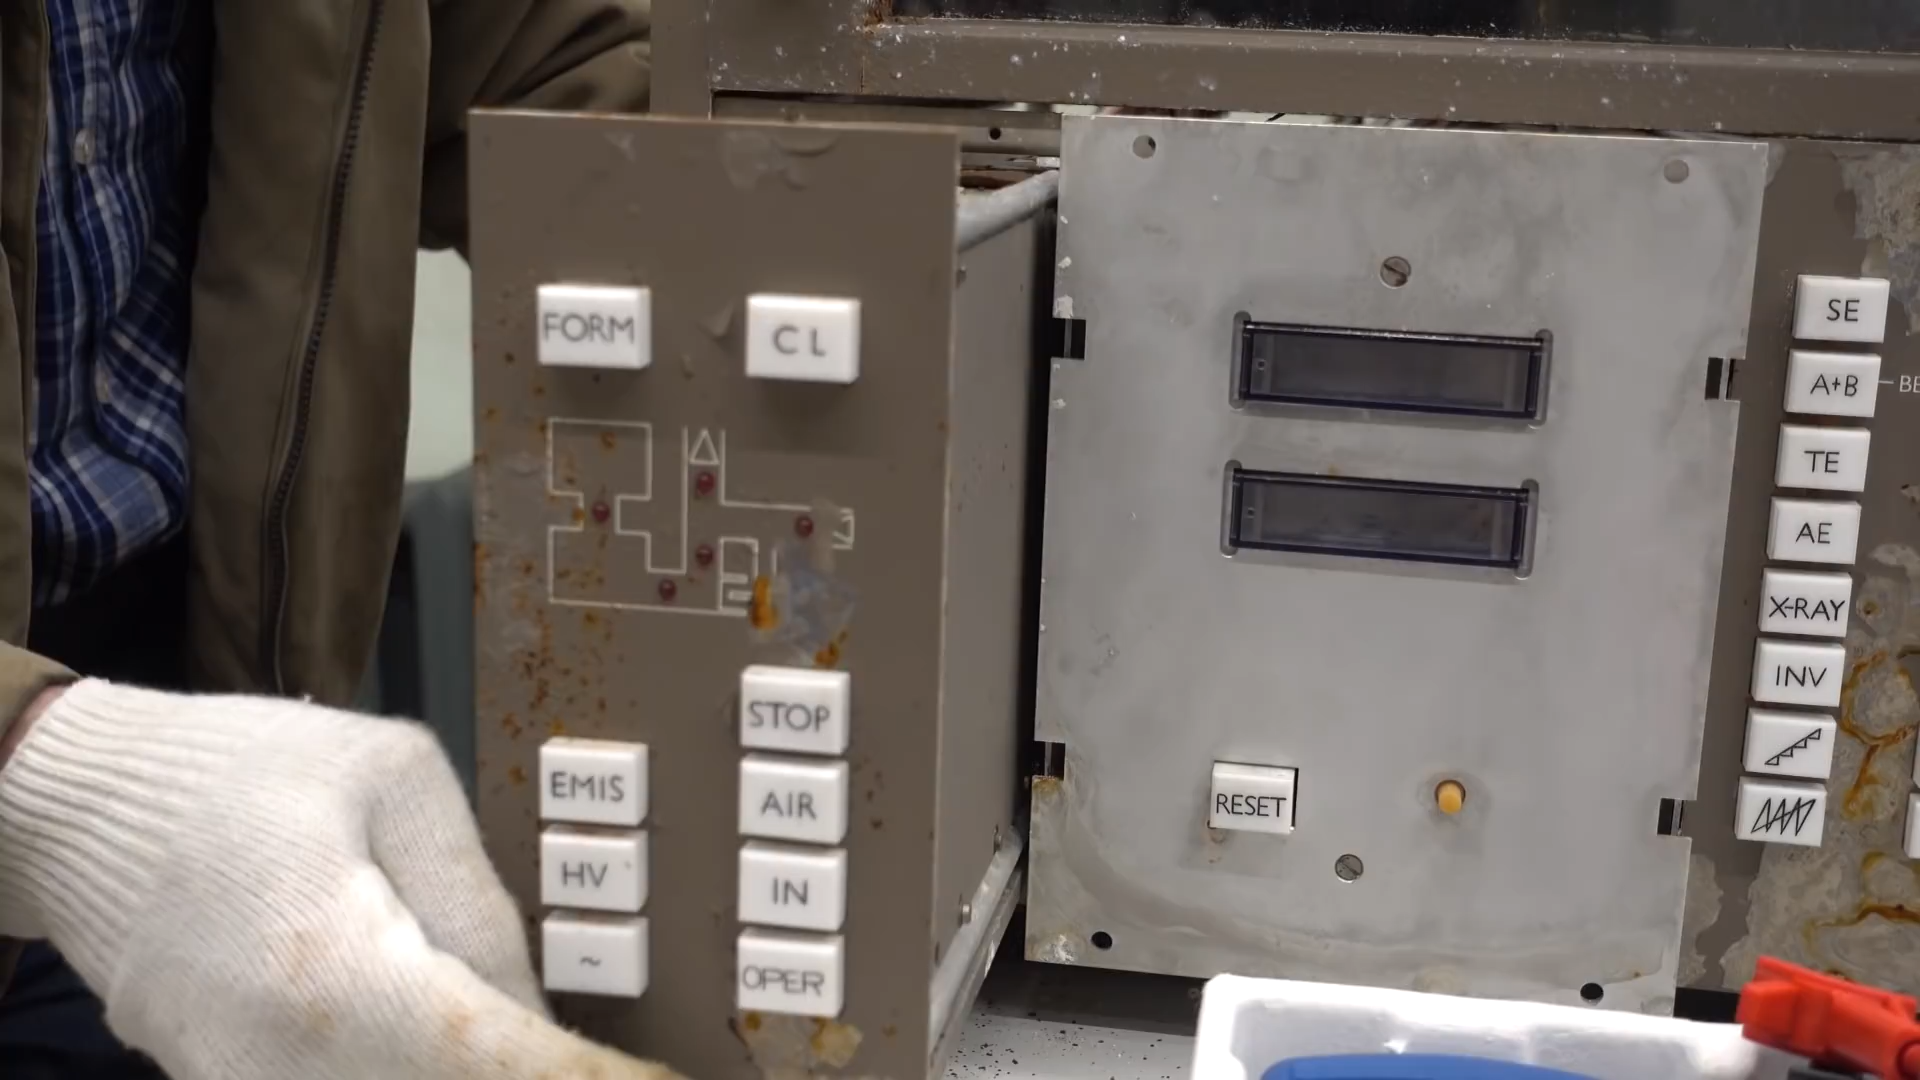 FORM
CL
STOP
EMIS
AIR
HV
IN
~
OPER
RESET
SE
A+B
TE
AE
X-RAY
INV